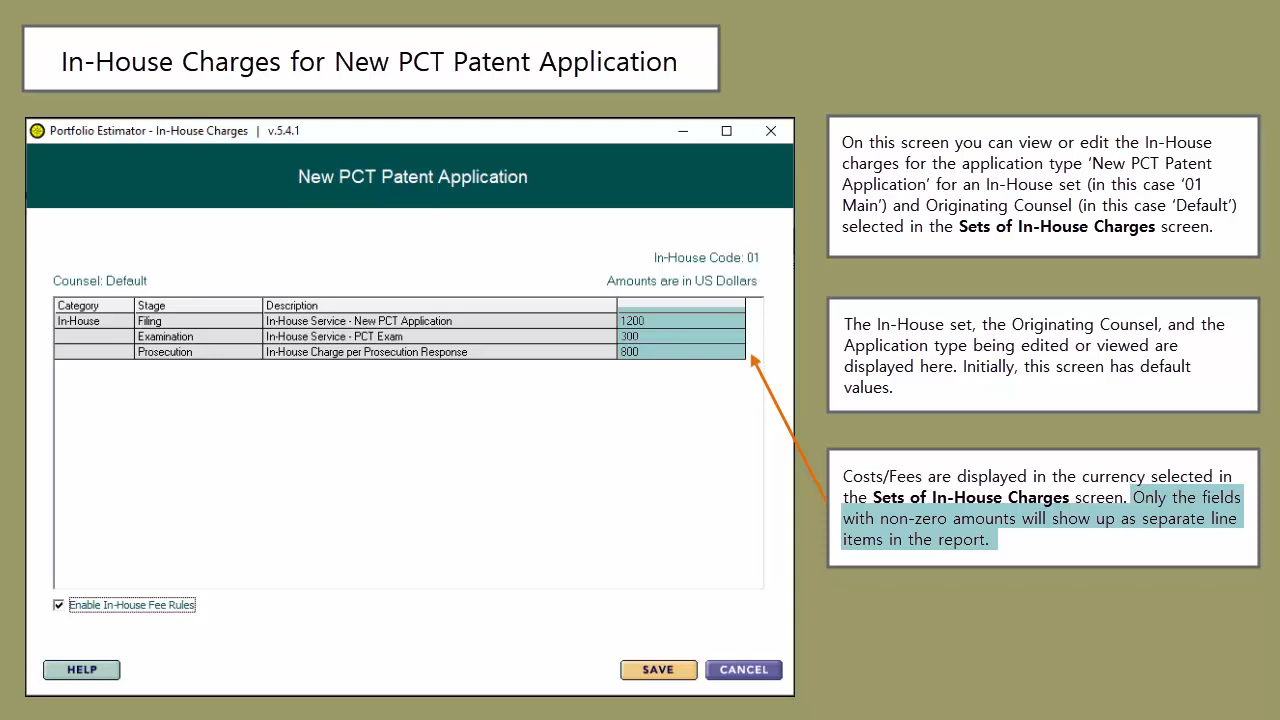 In-House Charges for New PCT Patent Application
Portfolio Estimator - In-House Charges | v.5.4.1
New PCT Patent Application
In-House Code: 01
Counsel: Default Amounts are in US Dollars
Category Stage Description
In-House Filing In-House Service - New PCT Application 1200
Examination In-House Service - PCT Exam 300
Prosecution In-House Charge per Prosecution Response 800
Enable In-House Fee Rules
HELP SAVE CANCEL
On this screen you can view or edit the In-House
charges for the application type ‘New PCT Patent
Application’ for an In-House set (in this case ‘01
Main’) and Originating Counsel (in this case ‘Default’)
selected in the Sets of In-House Charges screen.
The In-House set, the Originating Counsel, and the
Application type being edited or viewed are
displayed here. Initially, this screen has default
values.
Costs/Fees are displayed in the currency selected in
the Sets of In-House Charges screen. Only the fields
with non-zero amounts will show up as separate line
items in the report.